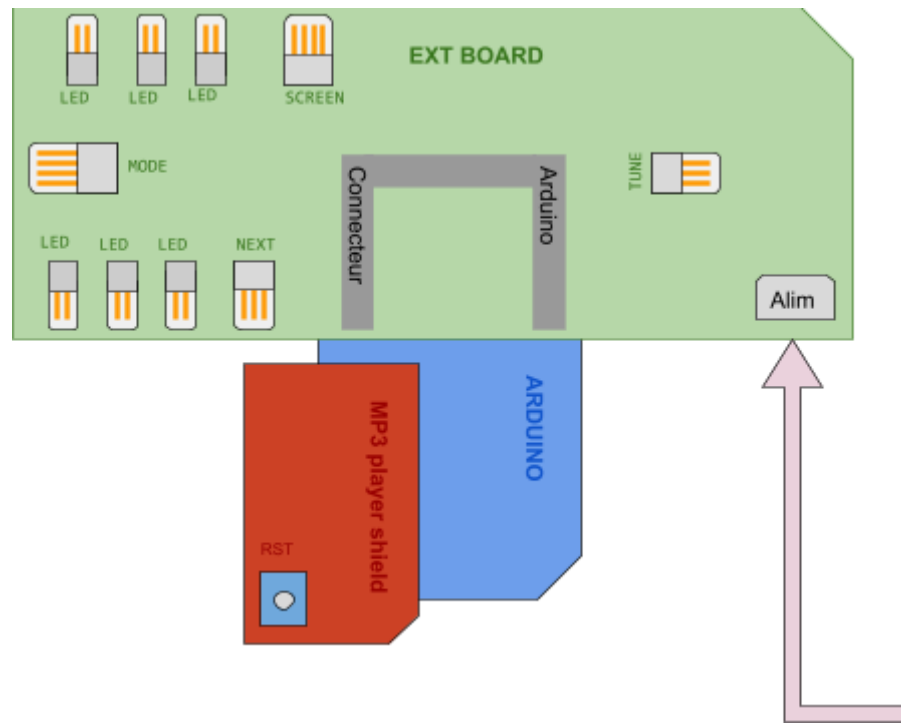 EXT BOARD
LED
LED
LED
SCREEN
MODE
Connecteur
Arduino
TUNE
LED
LED
LED
NEXT
Alim
MP3 player shield
ARDUINO
RST